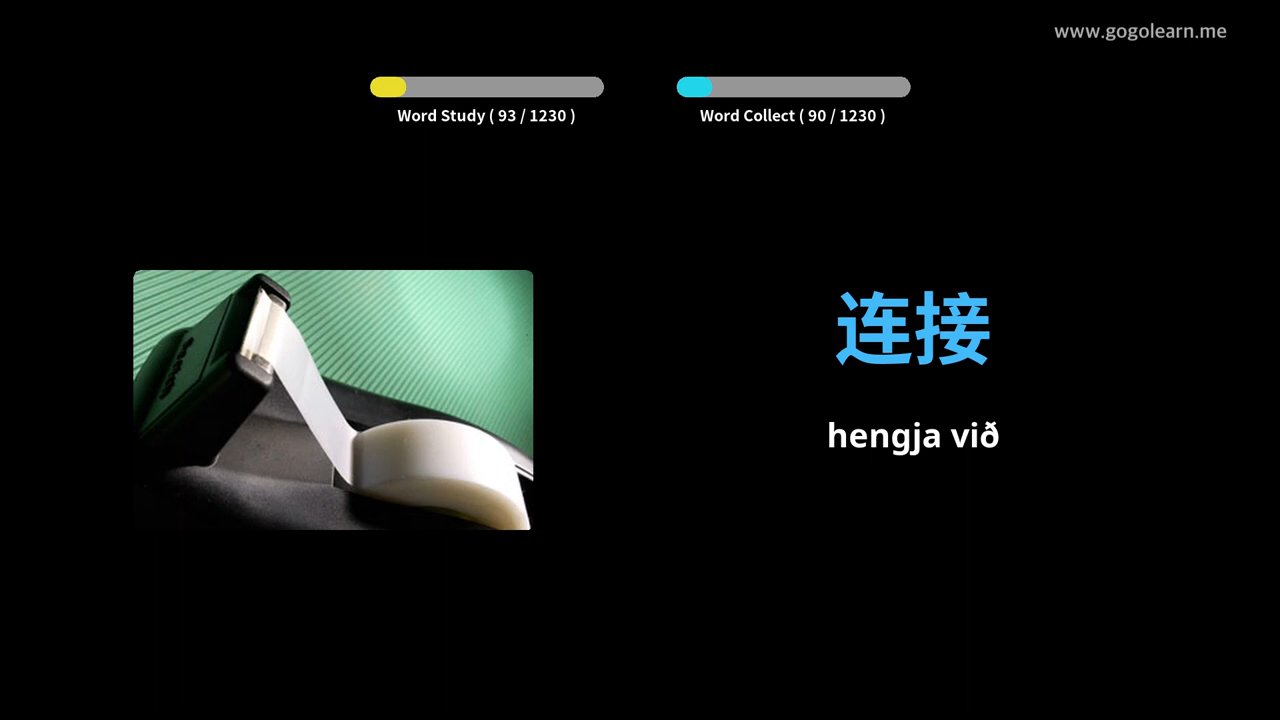 www.gogolearn.me
Word Study ( 93 / 1230 )
Word Collect ( 90 / 1230 )
连接
hengja við